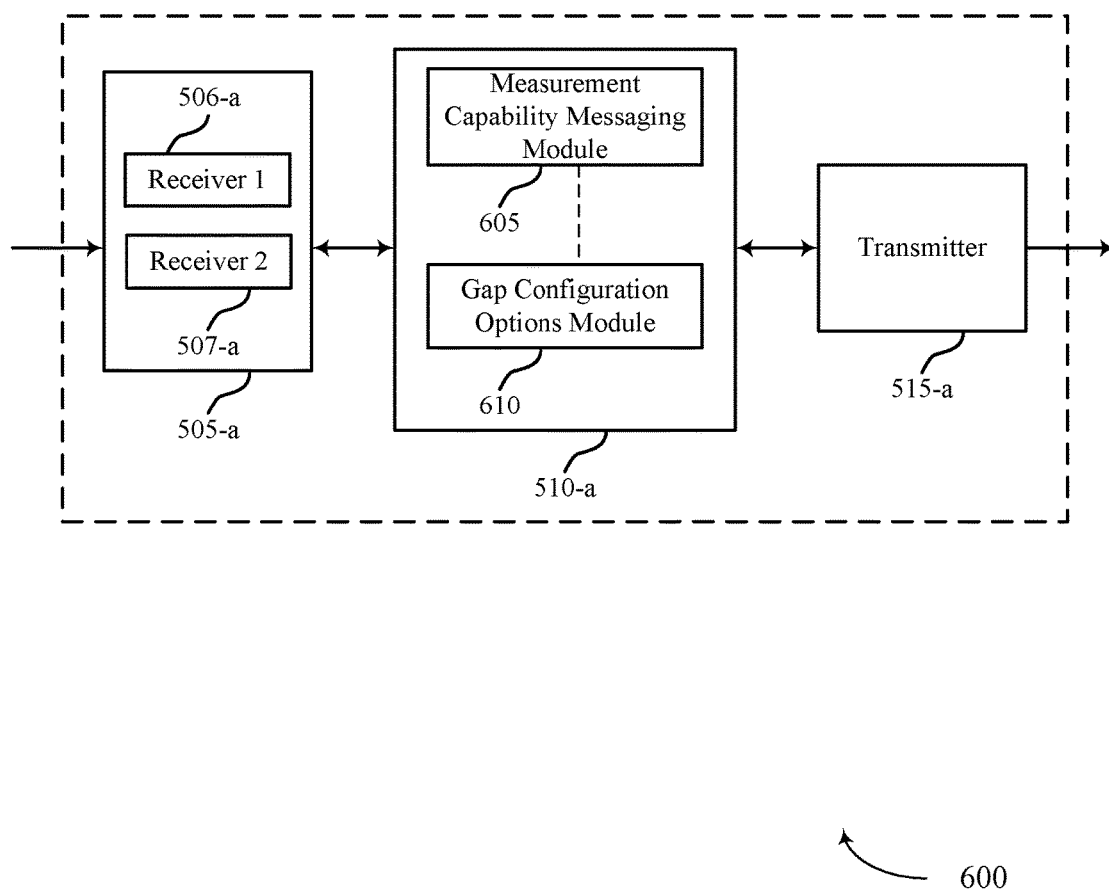 506-a
Receiver 1
Receiver 2
507-a
505-a
Measurement
Capability Messaging
Module
605
Gap Configuration
Options Module
610
510-a
Transmitter
515-a
600